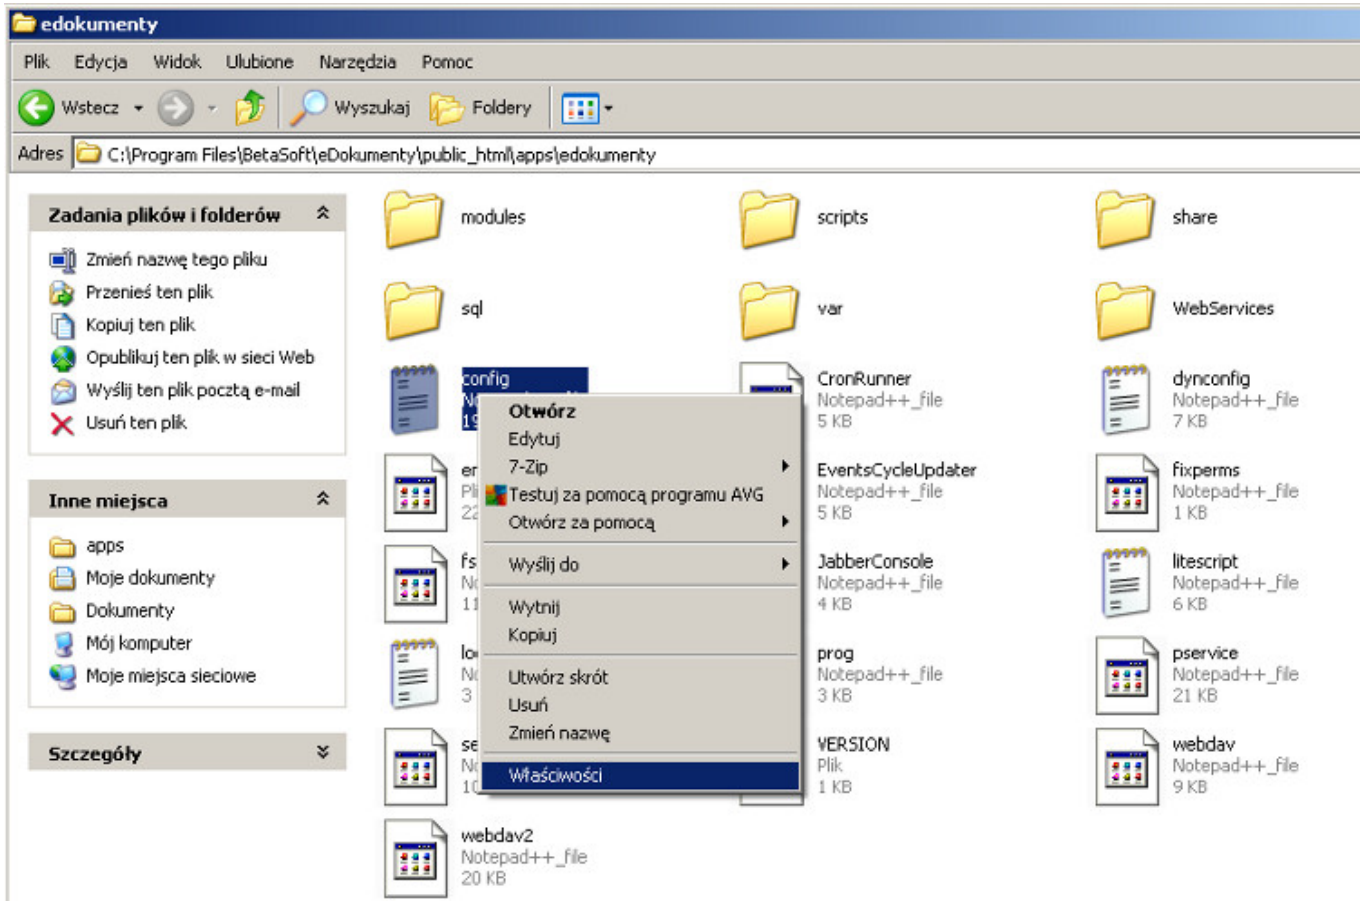 edokumenty
Plik Edycja Widok Ulubione Narzędzia Pomoc
Wstecz Wyszukaj Foldery
Adres C:\Program Files\BetaSoft\eDokumenty\public_html\apps\edokumenty
Zadania plików i folderów
Zmień nazwę tego pliku
Przenieś ten plik
Kopiuj ten plik
Opublikuj ten plik w sieci Web
Wyślij ten plik pocztą e-mail
Usuń ten plik
Inne miejsca
apps
Moje dokumenty
Dokumenty
Mój komputer
Moje miejsca sieciowe
Szczegóły
modules
scripts
share
sql
var
WebServices
config
CronRunner
Notepad++_file
5 KB
dynconfig
Notepad++_file
7 KB
EventsCycleUpdater
Notepad++_file
5 KB
fixperms
Notepad++_file
1 KB
JabberConsole
Notepad++_file
4 KB
litescript
Notepad++_file
6 KB
prog
Notepad++_file
3 KB
pservice
Notepad++_file
21 KB
VERSION
Plik
1 KB
webdav
Notepad++_file
9 KB
webdav2
Notepad++_file
20 KB
Otwórz
Edytuj
7-Zip
Testuj za pomocą programu AVG
Otwórz za pomocą
Wyślij do
Wytnij
Kopiuj
Utwórz skrót
Usuń
Zmień nazwę
Właściwości